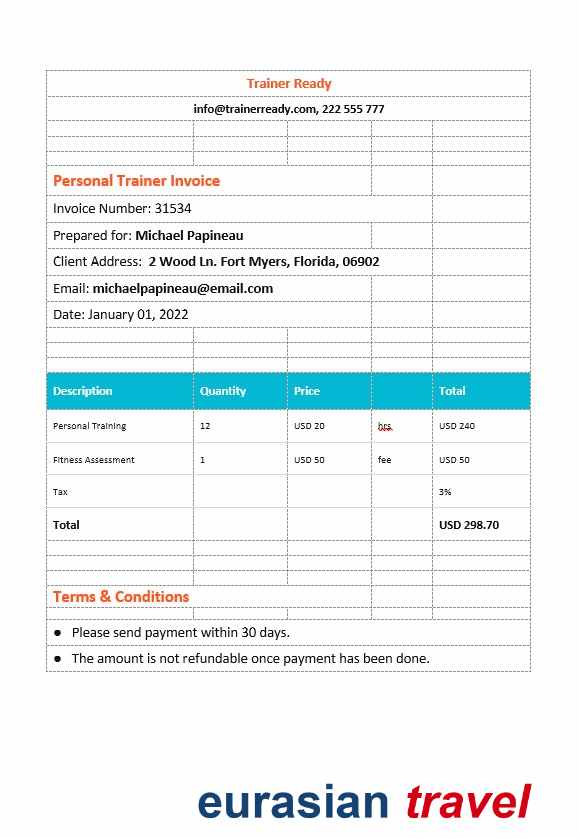 Trainer Ready
info@trainerready.com, 222 555 777
Personal Trainer Invoice
Invoice Number: 31534
Prepared for: Michael Papineau
Client Address: 2 Wood Ln. Fort Myers, Florida, 06902
Email: michaelpapineau@email.com
Date: January 01, 2022
Description Quantity Price Total
Personal Training 12 USD 20 hrs. USD 240
Fitness Assessment 1 USD 50 fee USD 50
Tax 3%
Total USD 298.70
Terms & Conditions
● Please send payment within 30 days.
● The amount is not refundable once payment has been done.
eurasian travel